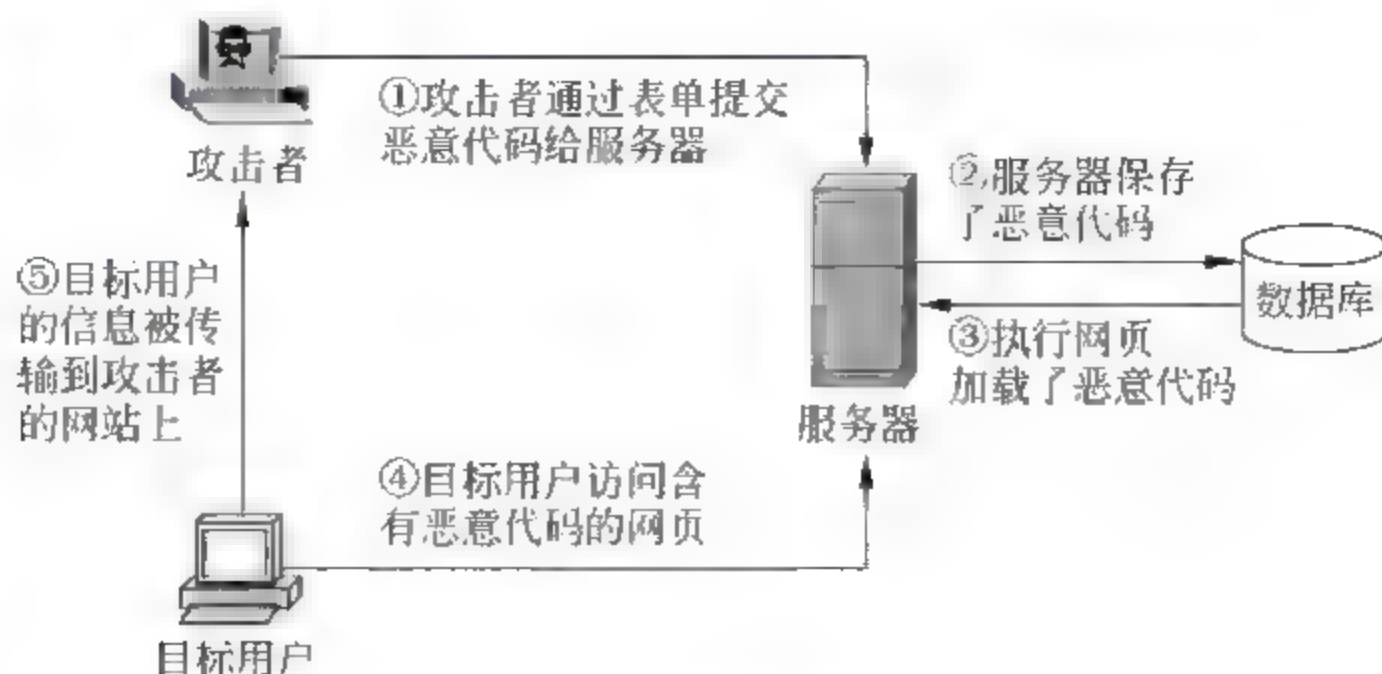 ①攻击者通过表单提交
恶意代码给服务器
攻击者
②服务器保存
了恶意代码
⑤目标用户
的信息被传
输到攻击者
的网站上
数据库
③执行网页
加载了恶意代码
服务器
④目标用户访问含
有恶意代码的网页
目标用户